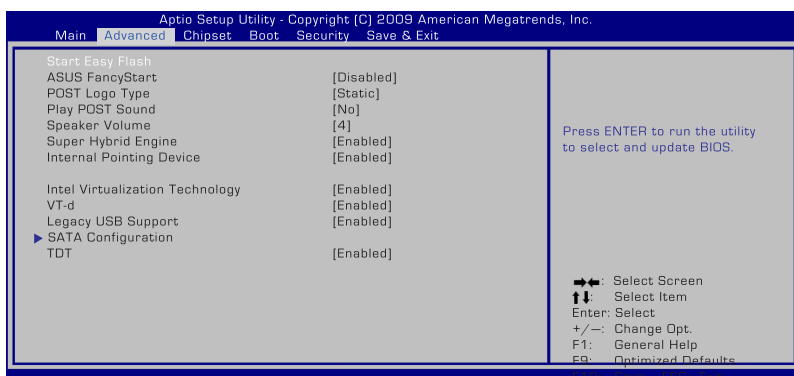 Aptio Setup Utility - Copyright [C] 2009 American Megatrends, Inc.
Main Advanced Chipset Boot Security Save & Exit
Start Easy Flash
ASUS FancyStart [Disabled]
POST Logo Type [Static]
Play POST Sound [No]
Speaker Volume [4]
Super Hybrid Engine [Enabled]
Internal Pointing Device [Enabled]
Intel Virtualization Technology [Enabled]
VT-d [Enabled]
Legacy USB Support [Enabled]
SATA Configuration
TDT [Enabled]
Press ENTER to run the utility
to select and update BIOS.
→←: Select Screen
↑↓: Select Item
Enter: Select
+/—: Change Opt.
F1: General Help
F9: Optimized Defaults